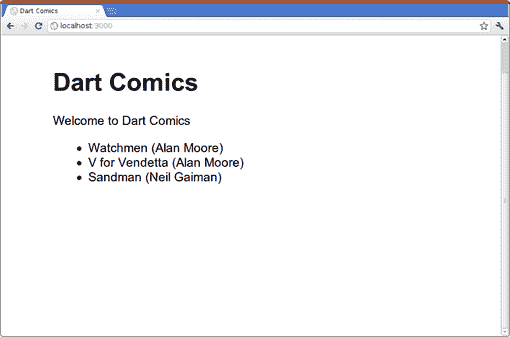 Dart Comics
localhost:3000
Dart Comics
Welcome to Dart Comics
Watchmen (Alan Moore)
V for Vendetta (Alan Moore)
Sandman (Neil Gaiman)